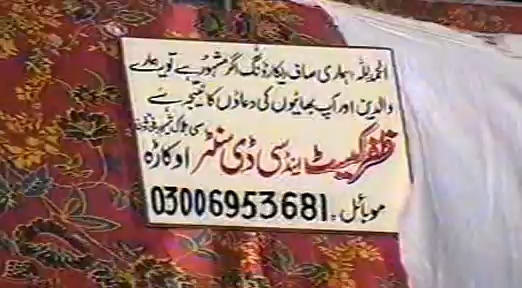 الحمدللہ، ہماری صاف ریکارڈنگ اگر مشہور ہے تو یہ ہمارے
والدین اور آپ بھائیوں کی دعاؤں کا نتیجہ ہے
ظفر کیسٹ اینڈ سی ڈی سنٹر اوکاڑہ
موبائل۔ 03006953681